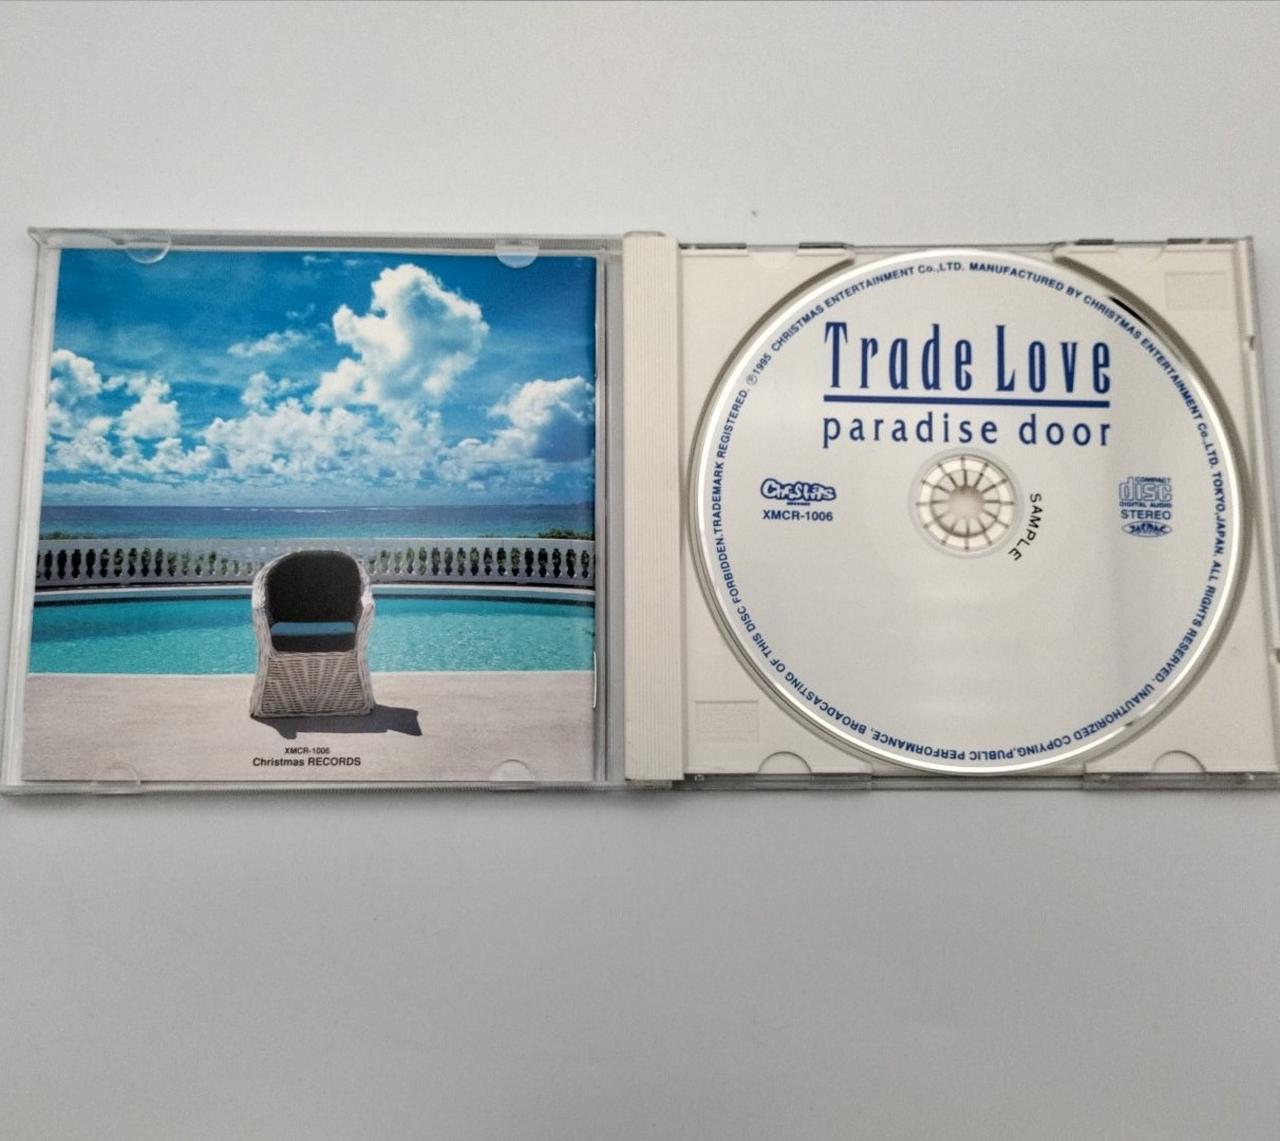 XMCR-1006
Christmas RECORDS
℗1995 CHRISTMAS ENTERTAINMENT Co.,LTD. MANUFACTURED BY CHRISTMAS ENTERTAINMENT Co.,LTD. TOKYO,JAPAN. ALL RIGHTS RESERVED. UNAUTHORIZED COPYING,PUBLIC PERFORMANCE, BROADCASTING OF THIS DISC FORBIDDEN.TRADEMARK REGISTERED.
Trade Love
paradise door
XMCR-1006
SAMPLE
COMPACT
disc
DIGITAL AUDIO
STEREO
JASRAC